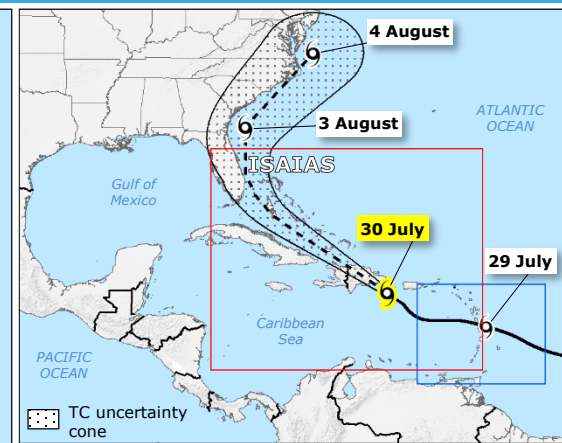 4 August
ATLANTIC
OCEAN
3 August
ISAIAS
Gulf of
Mexico
30 July
29 July
Caribbean
Sea
PACIFIC
OCEAN
TC uncertainty
cone